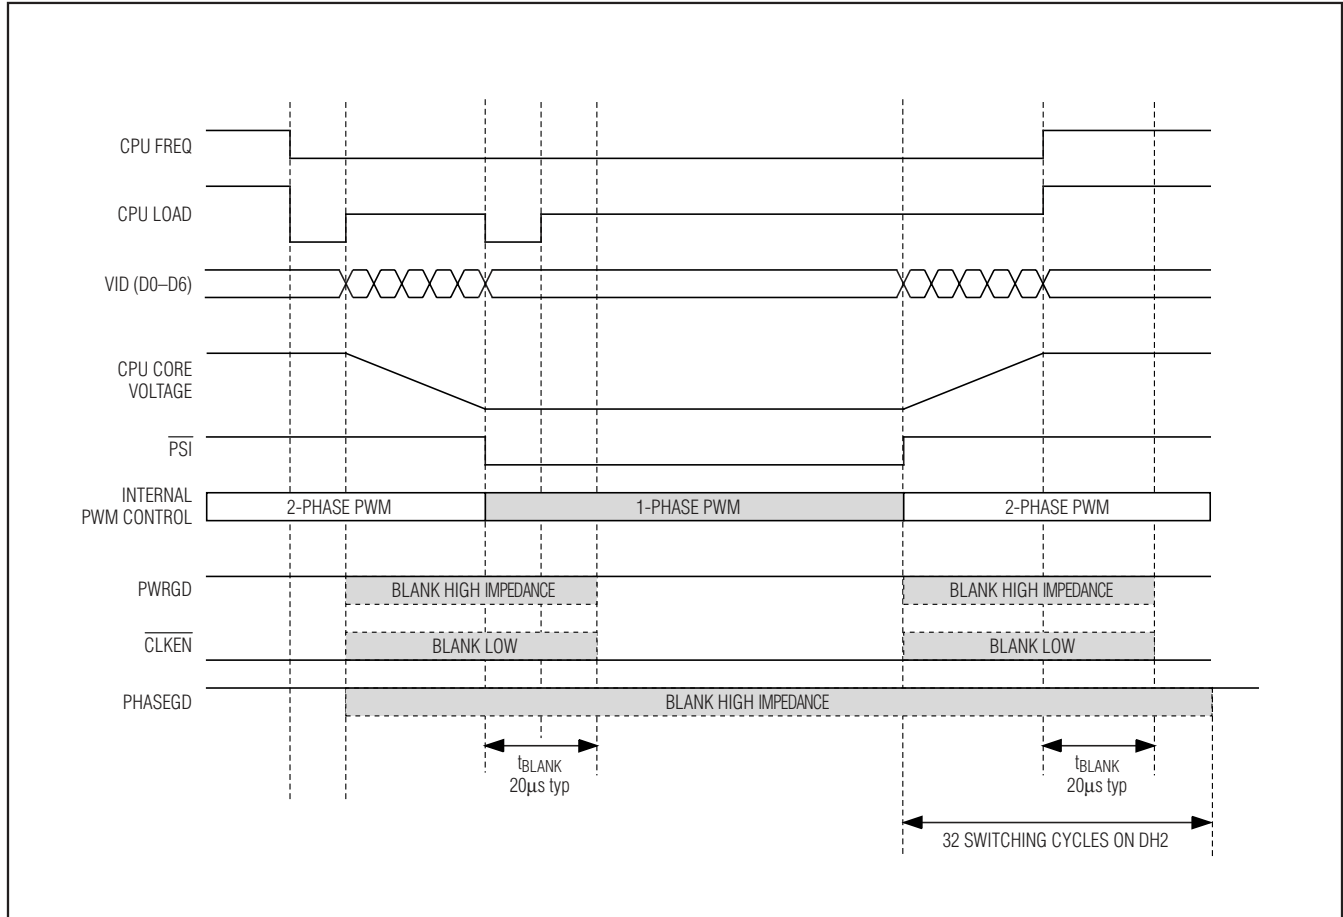 CPU FREQ
CPU LOAD
VID (D0–D6)
CPU CORE
VOLTAGE
PSI
INTERNAL
PWM CONTROL
2-PHASE PWM
1-PHASE PWM
2-PHASE PWM
PWRGD
BLANK HIGH IMPEDANCE
BLANK HIGH IMPEDANCE
CLKEN
BLANK LOW
BLANK LOW
PHASEGD
BLANK HIGH IMPEDANCE
tBLANK
20μs typ
tBLANK
20μs typ
32 SWITCHING CYCLES ON DH2